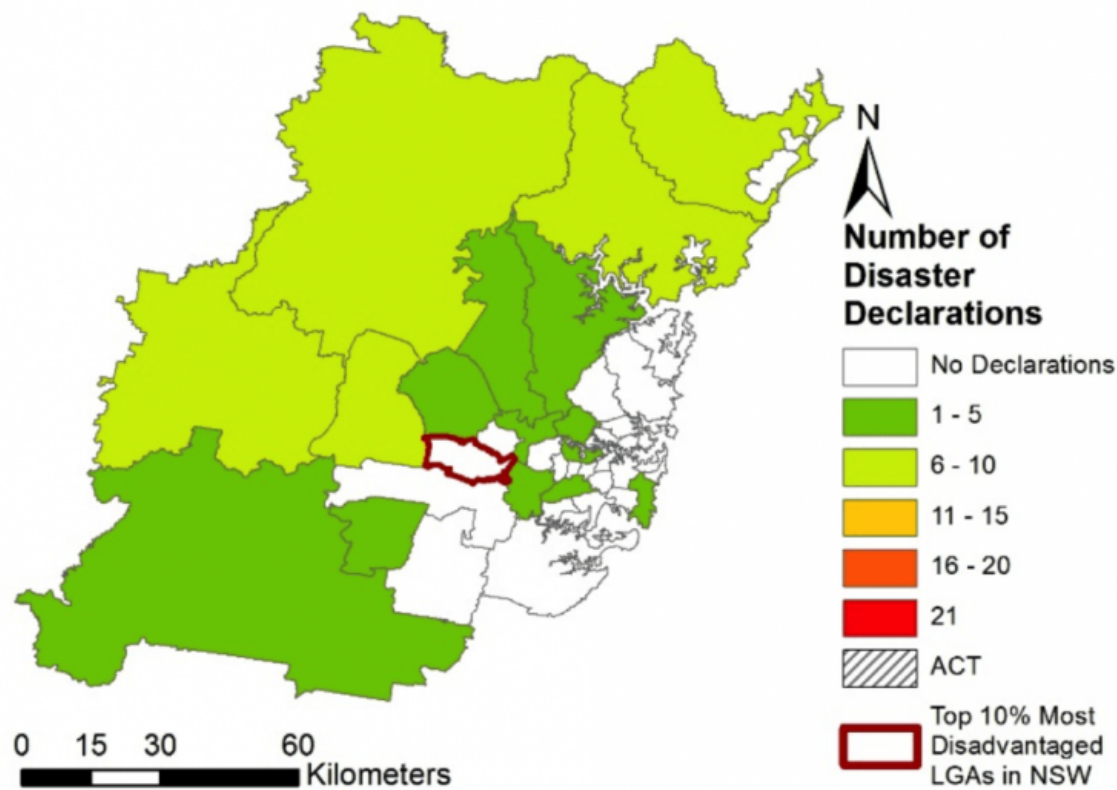 N
Number of
Disaster
Declarations
No Declarations
1 - 5
6 - 10
11 - 15
16 - 20
21
ACT
Top 10% Most
Disadvantaged
LGAs in NSW
0 15 30 60
Kilometers